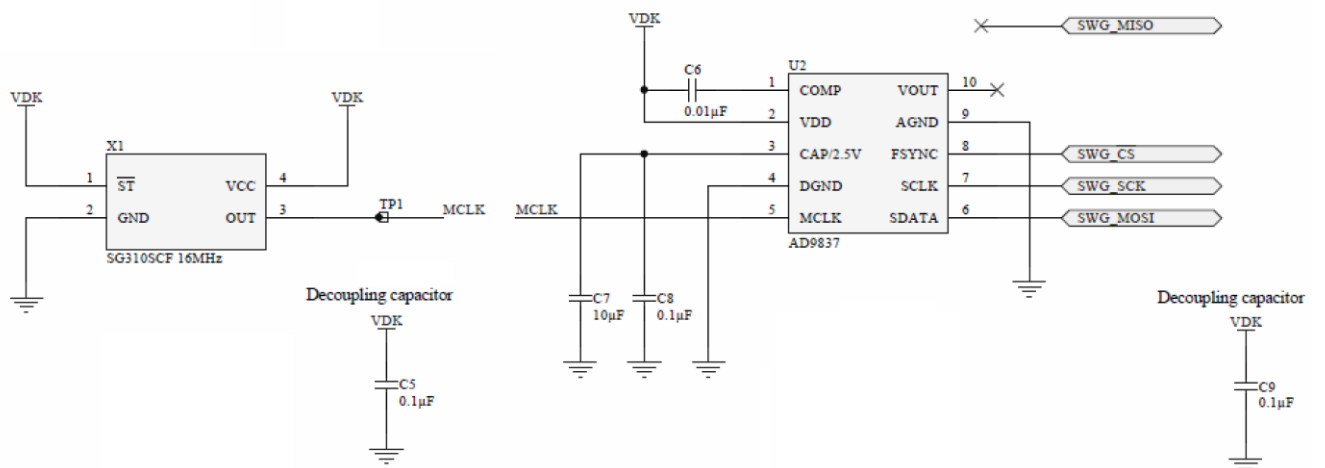 VDK
SWG_MISO
U2
C6
0.01µF
1 COMP VOUT 10
2 VDD AGND 9
3 CAP/2.5V FSYNC 8 SWG_CS
4 DGND SCLK 7 SWG_SCK
5 MCLK SDATA 6 SWG_MOSI
AD9837
VDK VDK
X1
1 ST VCC 4
2 GND OUT 3 TP1 MCLK MCLK
SG310SCF 16MHz
C7
10µF
C8
0.1µF
Decoupling capacitor
VDK
C5
0.1µF
Decoupling capacitor
VDK
C9
0.1µF